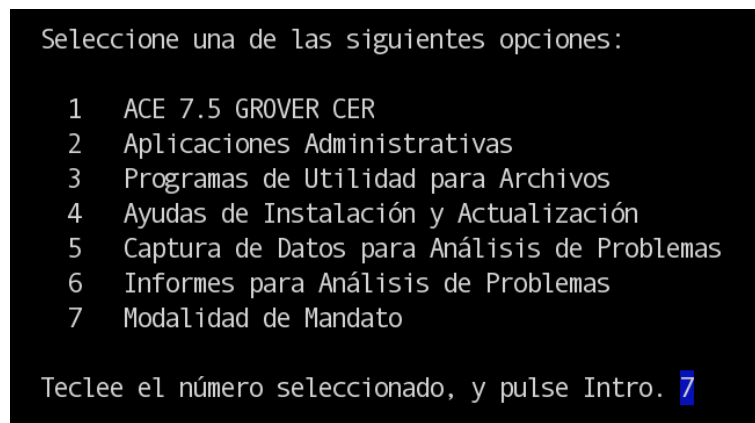 Seleccione una de las siguientes opciones:
1 ACE 7.5 GROVER CER
2 Aplicaciones Administrativas
3 Programas de Utilidad para Archivos
4 Ayudas de Instalación y Actualización
5 Captura de Datos para Análisis de Problemas
6 Informes para Análisis de Problemas
7 Modalidad de Mandato
Teclee el número seleccionado, y pulse Intro. 7